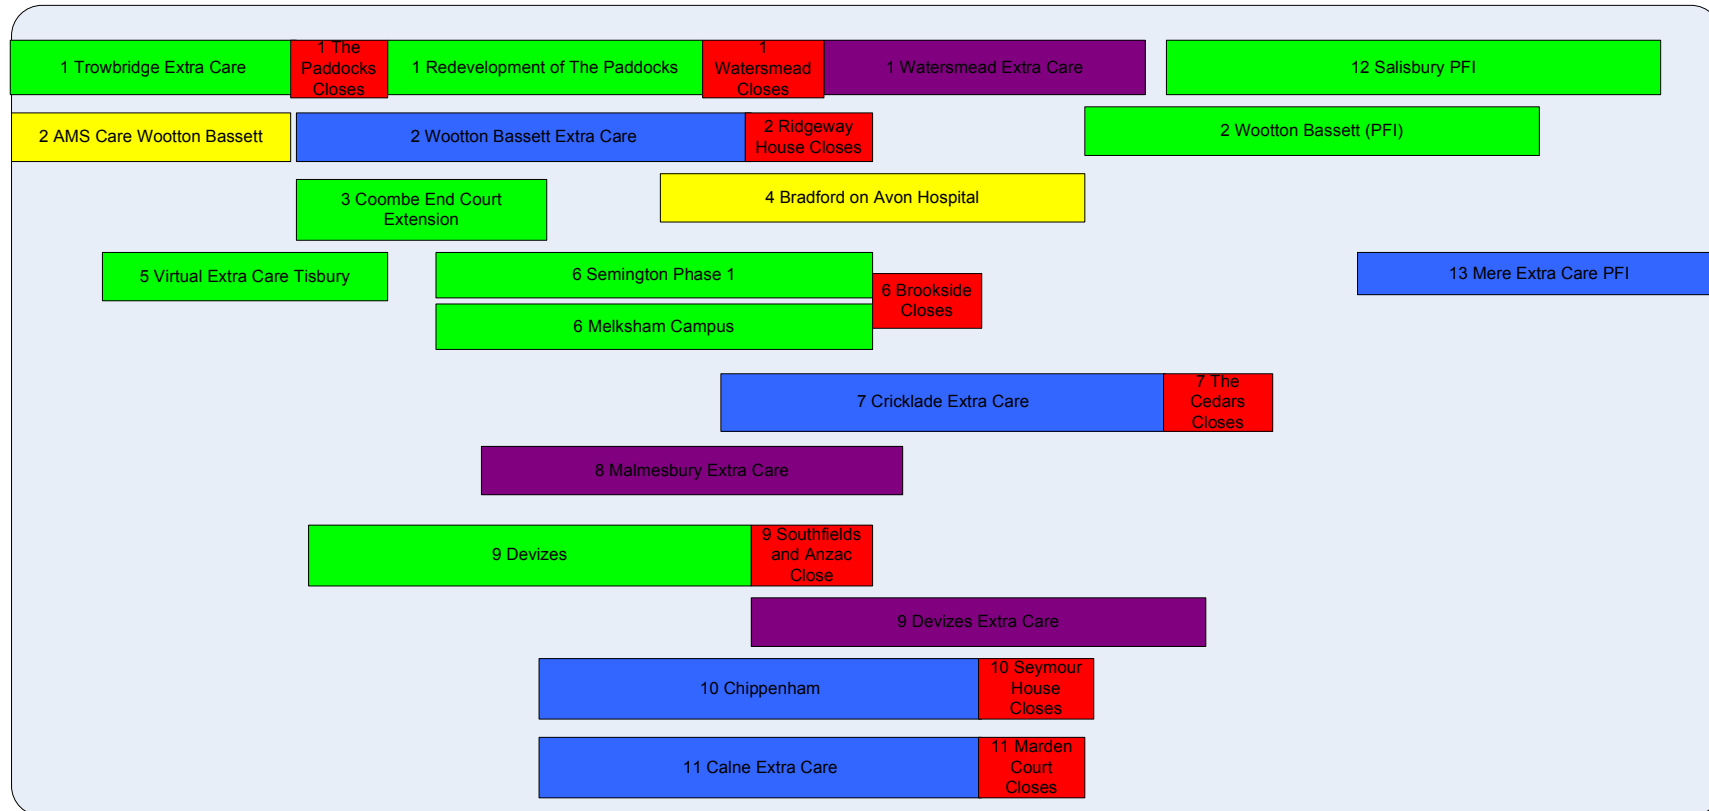 1 Trowbridge Extra Care
1 The
Paddocks
Closes
1 Redevelopment of The Paddocks
1
Watersmead
Closes
1 Watersmead Extra Care
12 Salisbury PFI
2 AMS Care Wootton Bassett
2 Wootton Bassett Extra Care
2 Ridgeway
House Closes
2 Wootton Bassett (PFI)
3 Coombe End Court
Extension
4 Bradford on Avon Hospital
5 Virtual Extra Care Tisbury
6 Semington Phase 1
6 Brookside
Closes
13 Mere Extra Care PFI
6 Melksham Campus
7 Cricklade Extra Care
7 The
Cedars
Closes
8 Malmesbury Extra Care
9 Devizes
9 Southfields
and Anzac
Close
9 Devizes Extra Care
10 Chippenham
10 Seymour
House
Closes
11 Calne Extra Care
11 Marden
Court
Closes